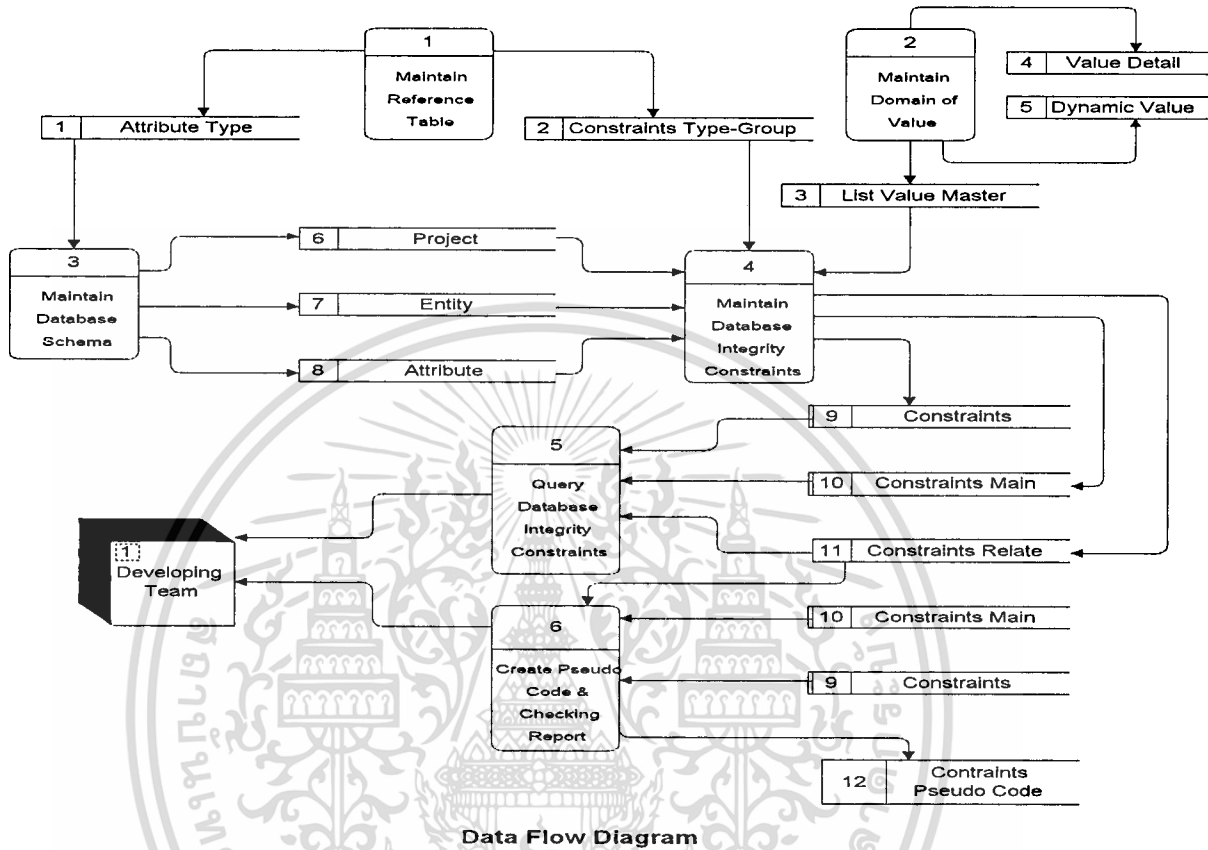 1
Maintain
Reference
Table
2
Maintain
Domain of
Value
4 Value Detail
5 Dynamic Value
1 Attribute Type
2 Constraints Type-Group
3 List Value Master
3
Maintain
Database
Schema
6 Project
7 Entity
8 Attribute
4
Maintain
Database
Integrity
Constraints
9 Constraints
5
Query
Database
Integrity
Constraints
10 Constraints Main
11 Constraints Relate
1
Developing
Team
6
Create Pseudo
Code &
Checking
Report
10 Constraints Main
9 Constraints
12 Contraints
Pseudo Code
Data Flow Diagram